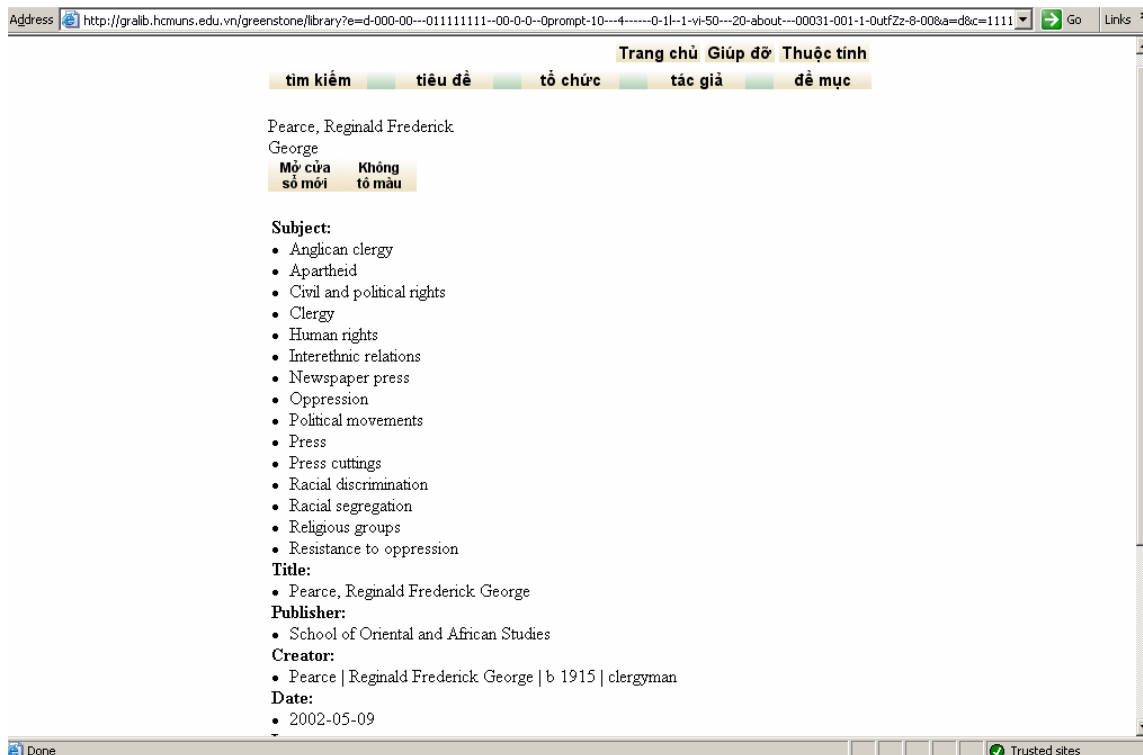 Address http://gralib.hcmuns.edu.vn/greenstone/library?e=d-000-00---011111111--00-0-0--0prompt-10---4------0-1l--1-vi-50---20-about---00031-001-1-0utfZz-8-00&a=d&c=1111 Go Links
Trang chủ Giúp đỡ Thuộc tính
tìm kiếm tiêu đề tổ chức tác giả đề mục
Pearce, Reginald Frederick
George
Mở cửa Không
sổ mới tô màu
Subject:
• Anglican clergy
• Apartheid
• Civil and political rights
• Clergy
• Human rights
• Interethnic relations
• Newspaper press
• Oppression
• Political movements
• Press
• Press cuttings
• Racial discrimination
• Racial segregation
• Religious groups
• Resistance to oppression
Title:
• Pearce, Reginald Frederick George
Publisher:
• School of Oriental and African Studies
Creator:
• Pearce | Reginald Frederick George | b 1915 | clergyman
Date:
• 2002-05-09
Done Trusted sites